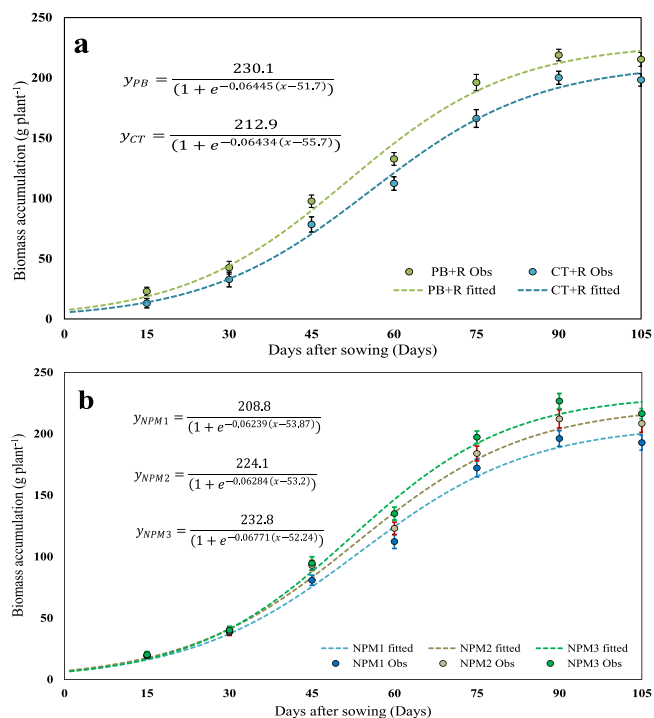 a
250
200
150
100
50
0
Biomass accumulation (g plant⁻¹)
y_PB = 230.1 / (1 + e^-0.06445(x−51.7))
y_CT = 212.9 / (1 + e^-0.06434(x−55.7))
PB+R Obs CT+R Obs
PB+R fitted CT+R fitted
0 15 30 45 60 75 90 105
Days after sowing (Days)
b
250
200
150
100
50
0
Biomass accumulation (g plant⁻¹)
y_NPM1 = 208.8 / (1 + e^-0.06239(x−53.87))
y_NPM2 = 224.1 / (1 + e^-0.06284(x−53.2))
y_NPM3 = 232.8 / (1 + e^-0.06771(x−52.24))
NPM1 fitted NPM2 fitted NPM3 fitted
NPM1 Obs NPM2 Obs NPM3 Obs
0 15 30 45 60 75 90 105
Days after sowing (Days)